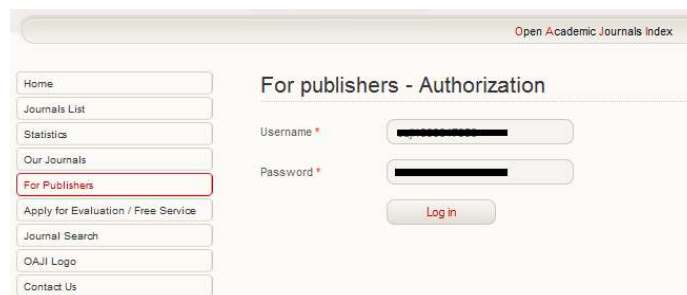 Open Academic Journals Index
Home
Journals List
Statistics
Our Journals
For Publishers
Apply for Evaluation / Free Service
Journal Search
OAJI Logo
Contact Us
For publishers - Authorization
Username *
Password *
Log in